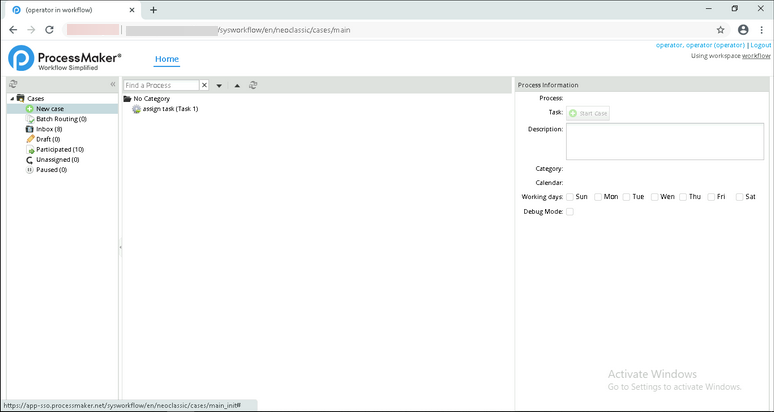 (operator in workflow)
/sysworkflow/en/neoclassic/cases/main
ProcessMaker®
Workflow Simplified
Home
operator, operator (operator) | Logout
Using workspace workflow
Cases
New case
Batch Routing (0)
Inbox (8)
Draft (0)
Participated (10)
Unassigned (0)
Paused (0)
Find a Process
No Category
assign task (Task 1)
Process Information
Process:
Task: Start Case
Description:
Category:
Calendar:
Working days: Sun Mon Tue Wen Thu Fri Sat
Debug Mode:
Activate Windows
Go to Settings to activate Windows.
https://app-sso.processmaker.net/sysworkflow/en/neoclassic/cases/main_init#